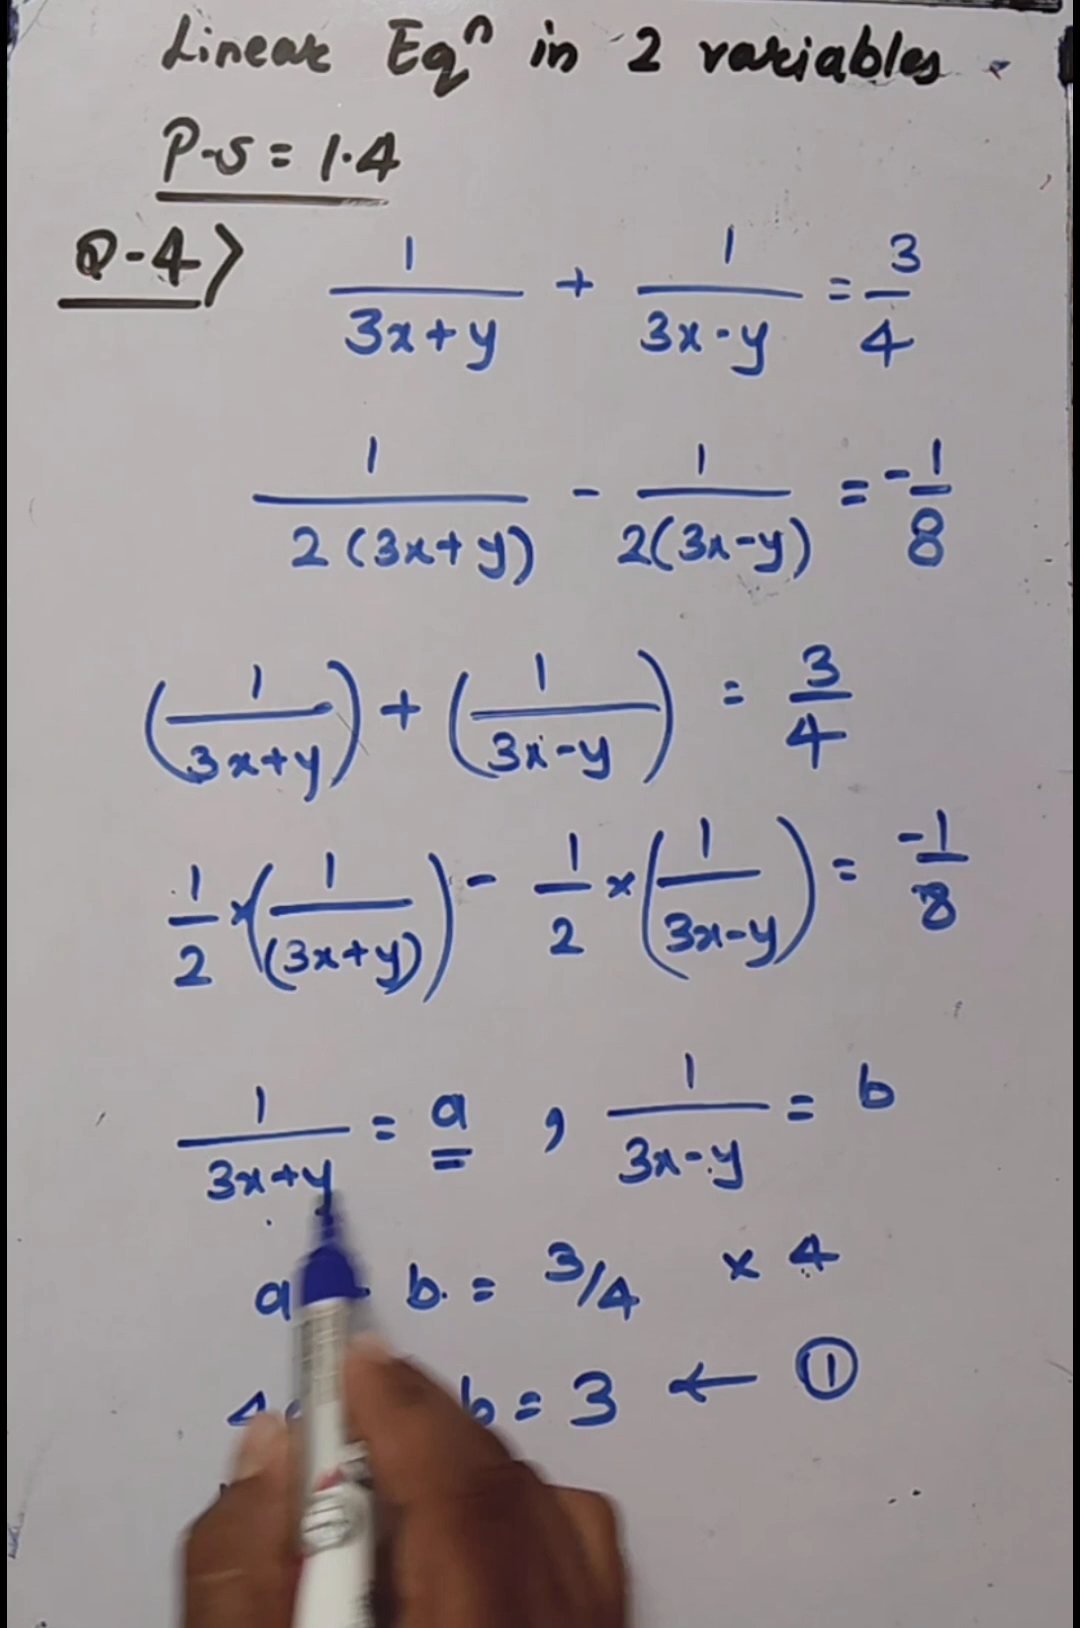 Linear Eqⁿ in 2 variables
P-S = 1.4
Q-4>
1/(3x+y) + 1/(3x-y) = 3/4
1/(2(3x+y)) - 1/(2(3x-y)) = -1/8
(1/(3x+y)) + (1/(3x-y)) = 3/4
1/2 × (1/(3x+y)) - 1/2 × (1/(3x-y)) = -1/8
1/(3x+y) = a , 1/(3x-y) = b
a b = 3/4 × 4
4 b = 3 ← ①